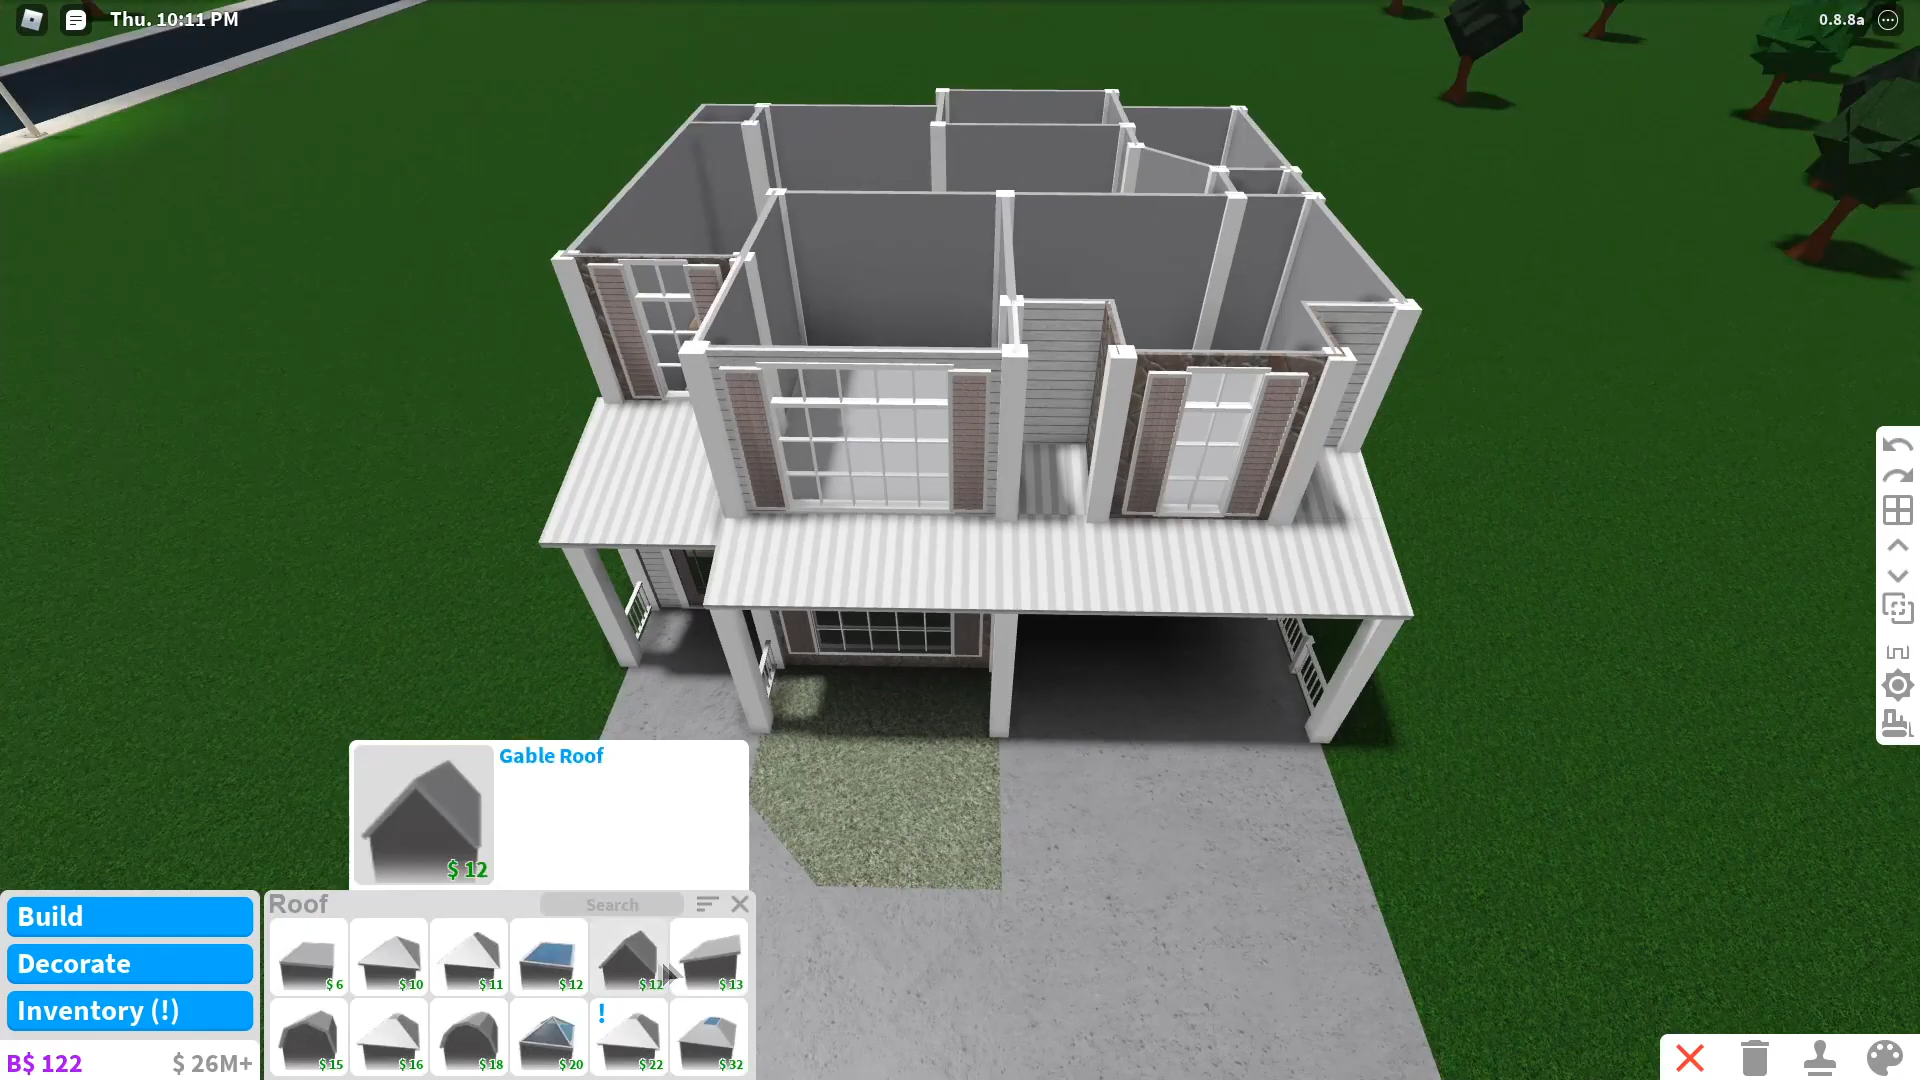 Thu. 10:11 PM
0.8.8a
Gable Roof
$ 12
Build
Decorate
Inventory (!)
B$ 122
$ 26M+
Roof
Search
$ 6
$ 10
$ 11
$ 12
$ 12
$ 13
$ 15
$ 16
$ 18
$ 20
!
$ 22
$ 32